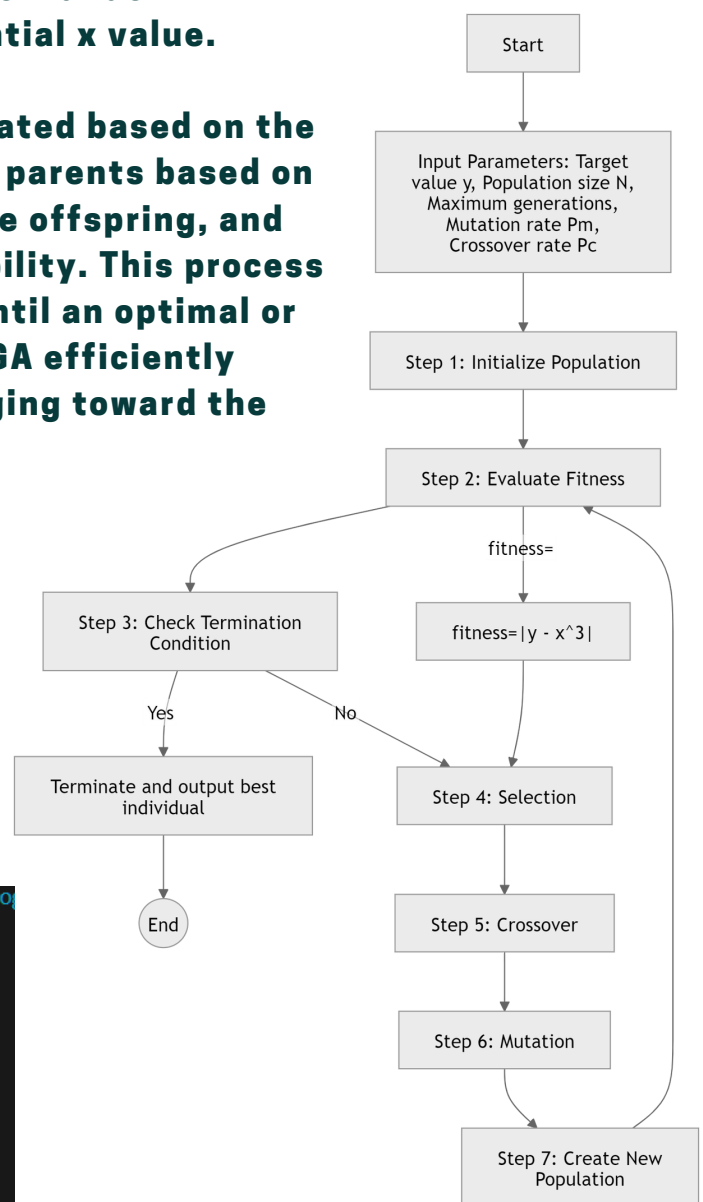 tial x value.
ated based on the
parents based on
e offspring, and
ility. This process
ntil an optimal or
GA efficiently
ging toward the
Start
Input Parameters: Target
value y, Population size N,
Maximum generations,
Mutation rate Pm,
Crossover rate Pc
Step 1: Initialize Population
Step 2: Evaluate Fitness
fitness=
Step 3: Check Termination
Condition
fitness=|y - x^3|
Yes
No
Terminate and output best
individual
Step 4: Selection
End
Step 5: Crossover
Step 6: Mutation
Step 7: Create New
Population